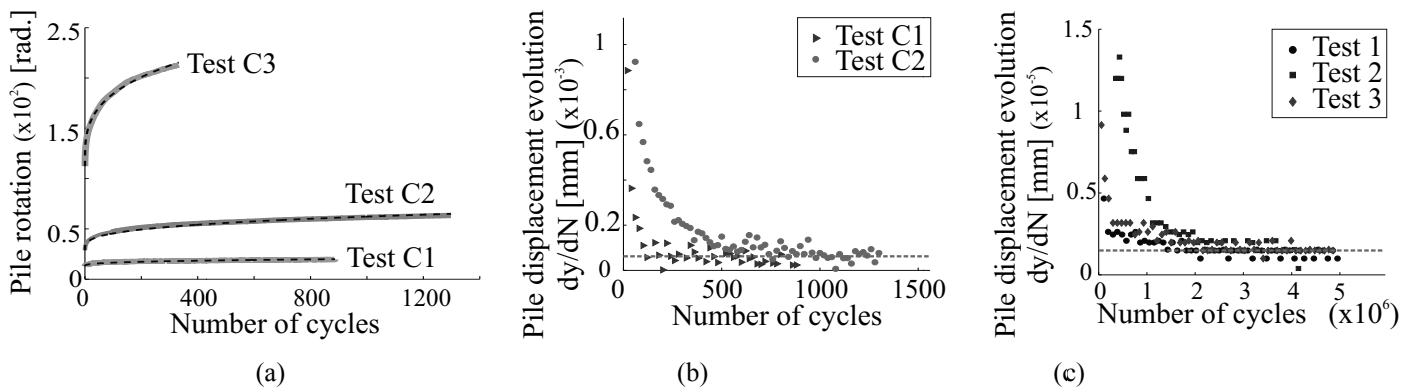 Pile rotation (x10²) [rad.]
2.5
1.5
0.5
0
Test C3
Test C2
Test C1
0
400
800
1200
Number of cycles
(a)
Pile displacement evolution
dy/dN [mm] (x10⁻³)
1
0.6
0.2
0
Test C1
Test C2
0
500
1000
1500
Number of cycles
(b)
Pile displacement evolution
dy/dN [mm] (x10⁻⁵)
1.5
1
0.5
0
Test 1
Test 2
Test 3
0
1
2
3
4
5
Number of cycles (x10⁶)
(c)